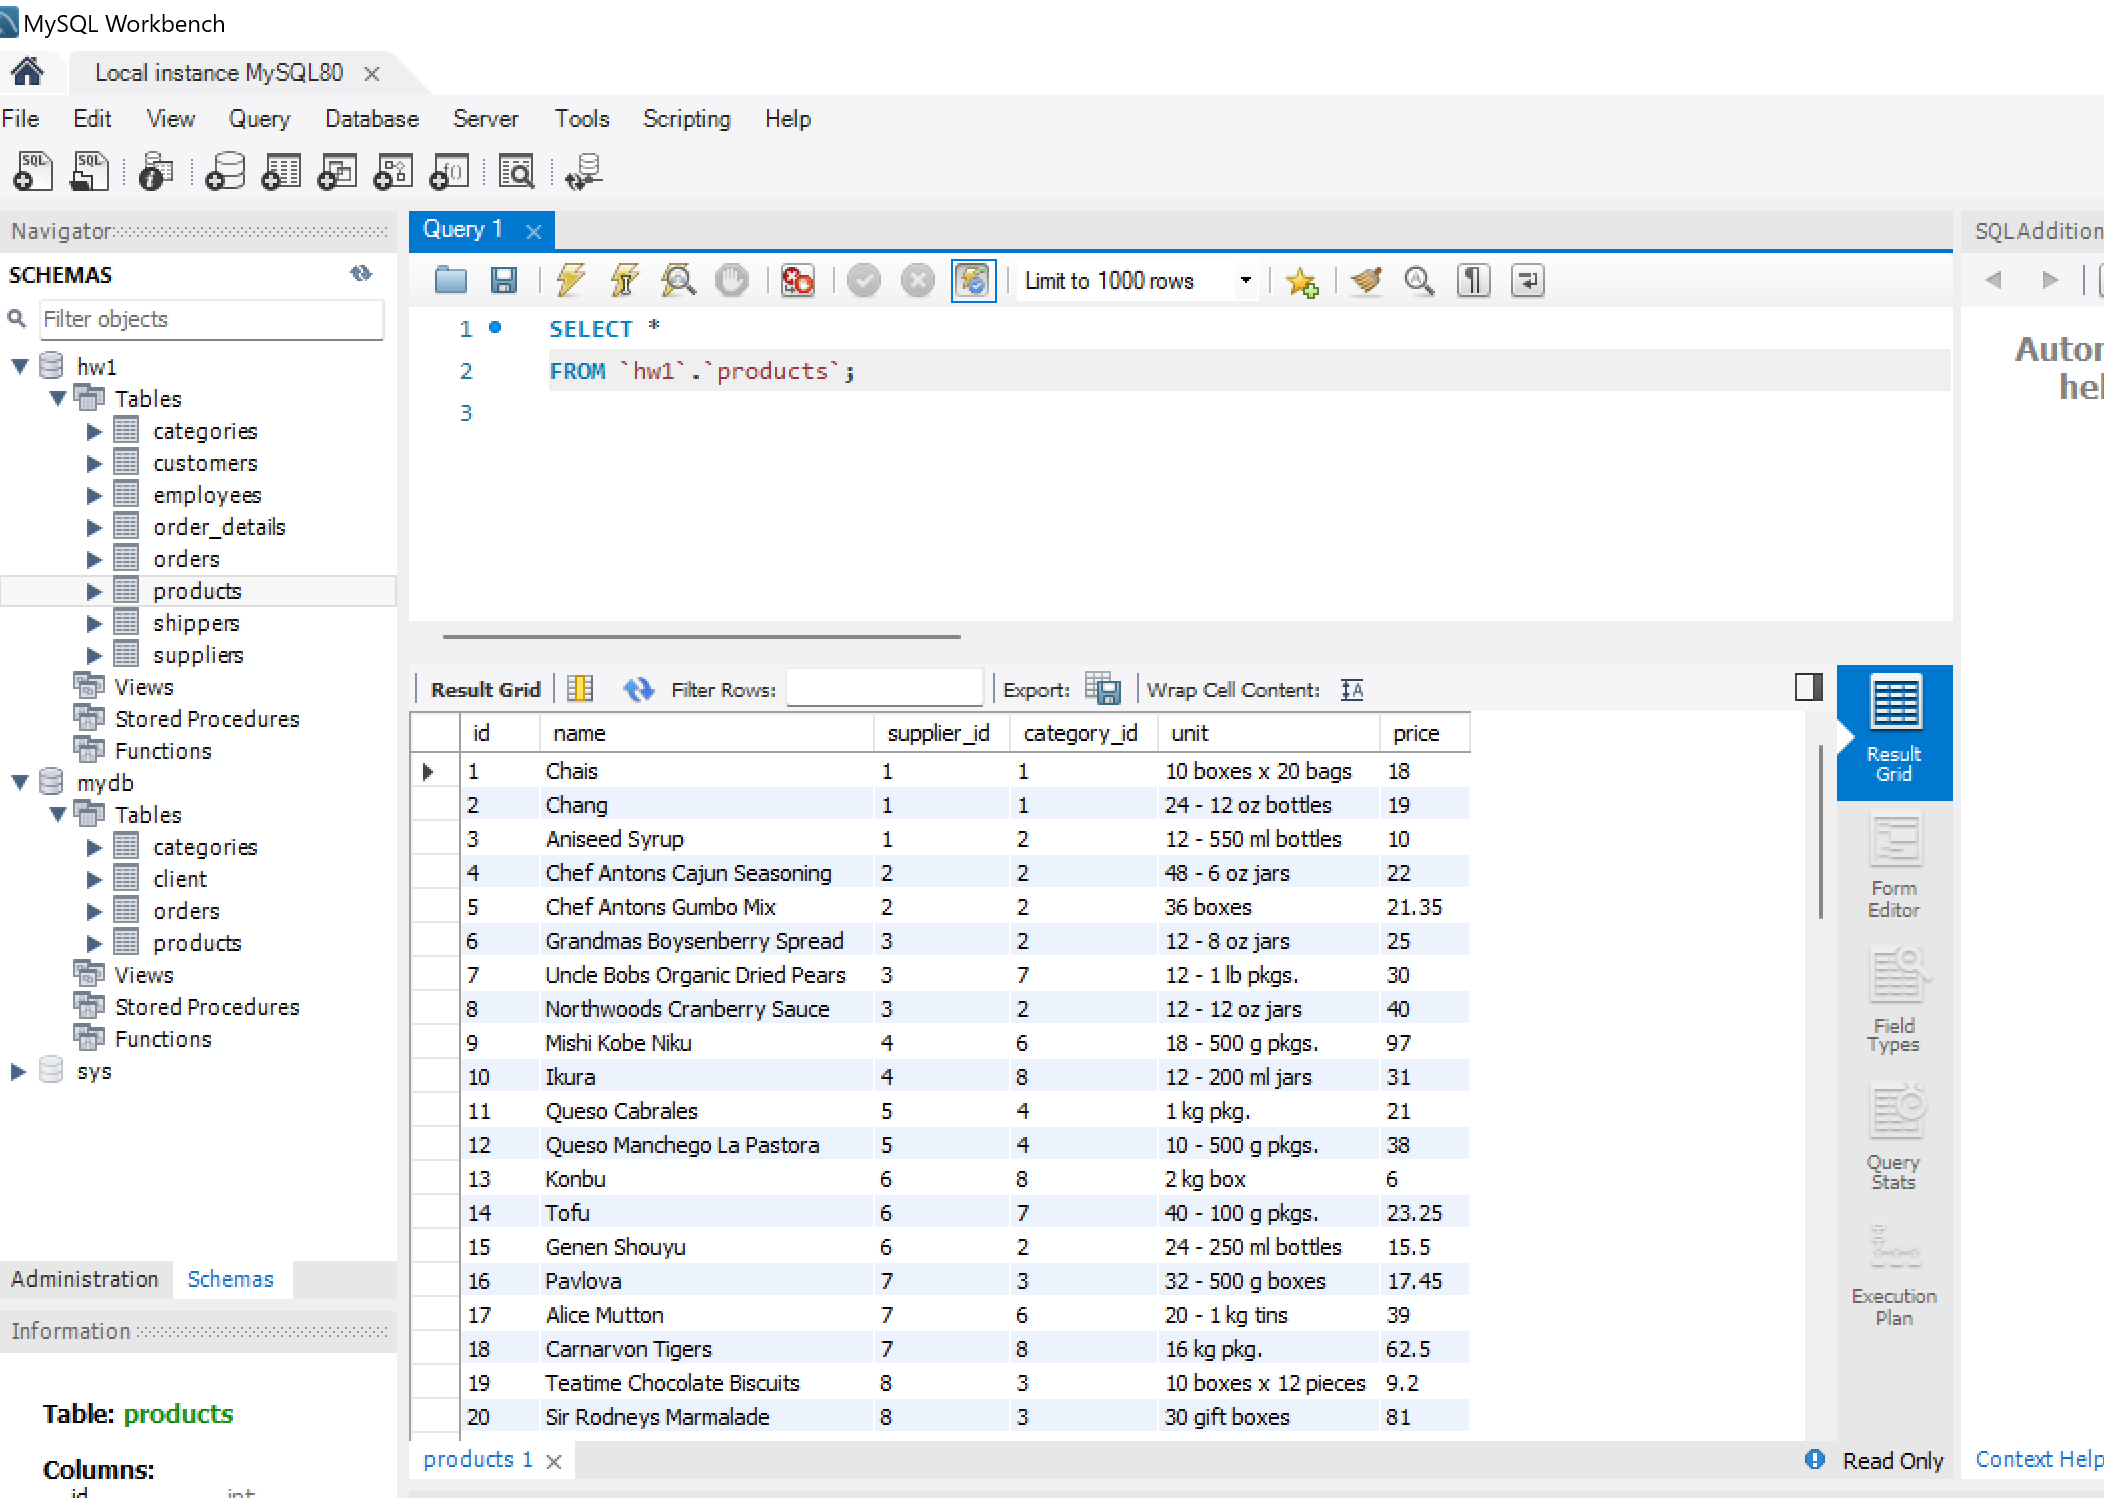 MySQL Workbench
Local instance MySQL80
File Edit View Query Database Server Tools Scripting Help
Navigator
SCHEMAS
Filter objects
hw1
Tables
categories
customers
employees
order_details
orders
products
shippers
suppliers
Views
Stored Procedures
Functions
mydb
Tables
categories
client
orders
products
Views
Stored Procedures
Functions
sys
Administration Schemas
Information
Table: products
Columns:
id int
Query 1
Limit to 1000 rows
1 SELECT *
2 FROM `hw1`.`products`;
3
Result Grid Filter Rows: Export: Wrap Cell Content:
id name supplier_id category_id unit price
1 Chais 1 1 10 boxes x 20 bags 18
2 Chang 1 1 24 - 12 oz bottles 19
3 Aniseed Syrup 1 2 12 - 550 ml bottles 10
4 Chef Antons Cajun Seasoning 2 2 48 - 6 oz jars 22
5 Chef Antons Gumbo Mix 2 2 36 boxes 21.35
6 Grandmas Boysenberry Spread 3 2 12 - 8 oz jars 25
7 Uncle Bobs Organic Dried Pears 3 7 12 - 1 lb pkgs. 30
8 Northwoods Cranberry Sauce 3 2 12 - 12 oz jars 40
9 Mishi Kobe Niku 4 6 18 - 500 g pkgs. 97
10 Ikura 4 8 12 - 200 ml jars 31
11 Queso Cabrales 5 4 1 kg pkg. 21
12 Queso Manchego La Pastora 5 4 10 - 500 g pkgs. 38
13 Konbu 6 8 2 kg box 6
14 Tofu 6 7 40 - 100 g pkgs. 23.25
15 Genen Shouyu 6 2 24 - 250 ml bottles 15.5
16 Pavlova 7 3 32 - 500 g boxes 17.45
17 Alice Mutton 7 6 20 - 1 kg tins 39
18 Carnarvon Tigers 7 8 16 kg pkg. 62.5
19 Teatime Chocolate Biscuits 8 3 10 boxes x 12 pieces 9.2
20 Sir Rodneys Marmalade 8 3 30 gift boxes 81
products 1
Read Only
Result
Grid
Form
Editor
Field
Types
Query
Stats
Execution
Plan
SQLAddition
Context Help